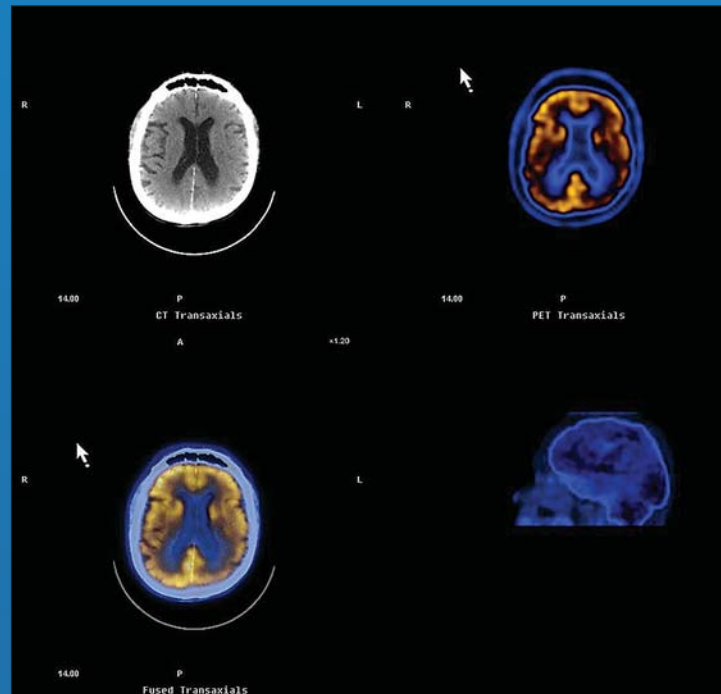 R
L
R
14.00
P
CT Transaxials
14.00
P
PET Transaxials
A
×1.20
R
L
14.00
P
Fused Transaxials